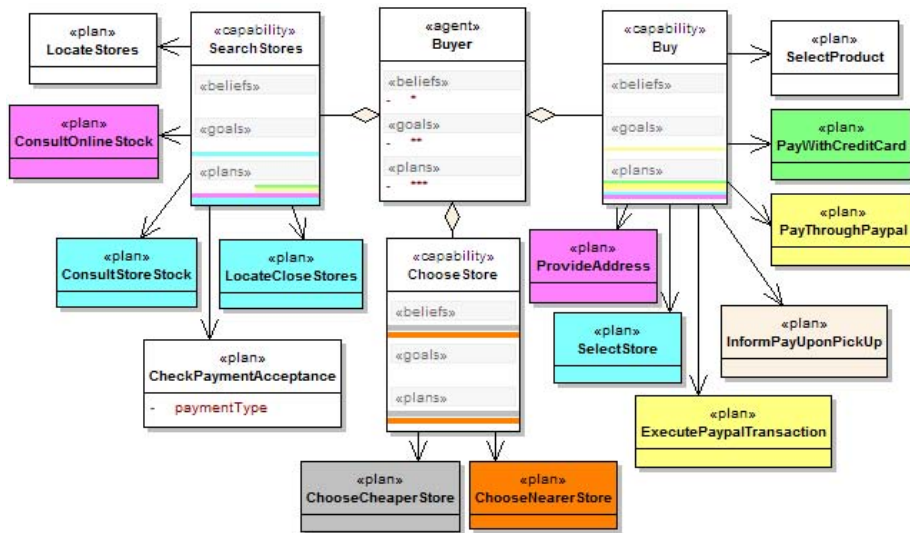 «plan»
LocateStores
«capability»
SearchStores
«beliefs»
«goals»
«plans»
«agent»
Buyer
«beliefs»
- *
«goals»
- **
«plans»
- ***
«capability»
Buy
«beliefs»
«goals»
«plans»
«plan»
SelectProduct
«plan»
ConsultOnlineStock
«plan»
PayWithCreditCard
«plan»
PayThroughPaypal
«plan»
ConsultStoreStock
«plan»
LocateCloseStores
«capability»
ChooseStore
«beliefs»
«goals»
«plans»
«plan»
ProvideAddress
«plan»
SelectStore
«plan»
InformPayUponPickUp
«plan»
CheckPaymentAcceptance
- paymentType
«plan»
ExecutePaypalTransaction
«plan»
ChooseCheaperStore
«plan»
ChooseNearerStore